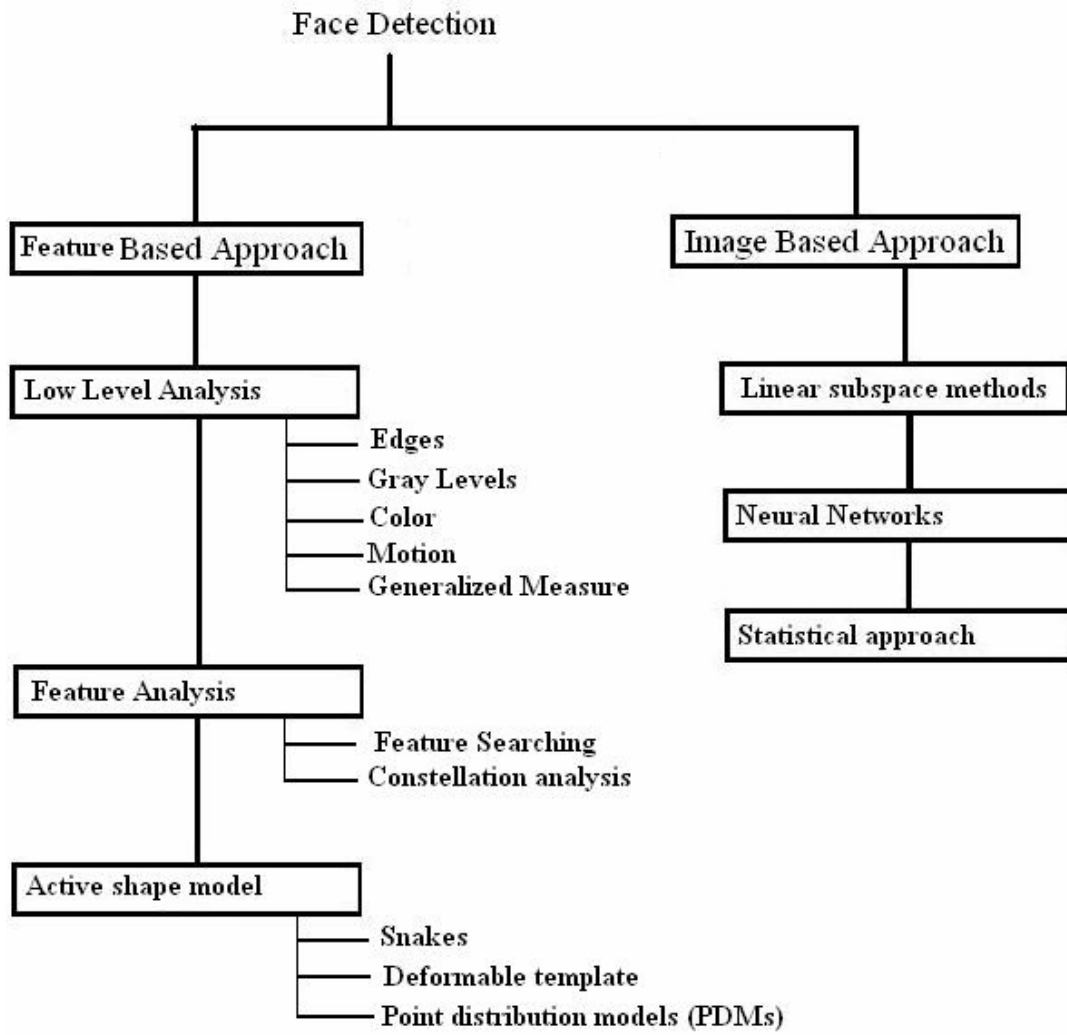 Face Detection
Feature Based Approach
Image Based Approach
Low Level Analysis
Edges
Gray Levels
Color
Motion
Generalized Measure
Feature Analysis
Feature Searching
Constellation analysis
Active shape model
Snakes
Deformable template
Point distribution models (PDMs)
Linear subspace methods
Neural Networks
Statistical approach